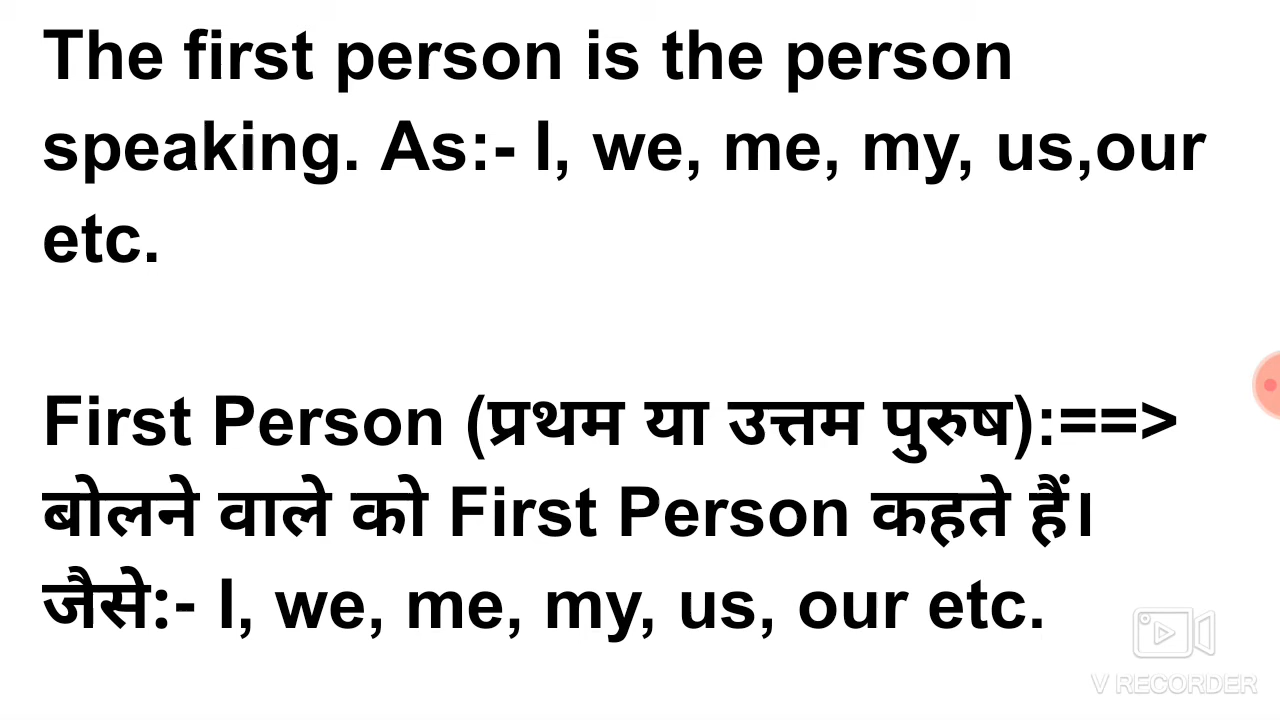 The first person is the person
speaking. As:- I, we, me, my, us,our
etc.
First Person (प्रथम या उत्तम पुरुष):==>
बोलने वाले को First Person कहते हैं।
जैसे:- I, we, me, my, us, our etc.
V RECORDER